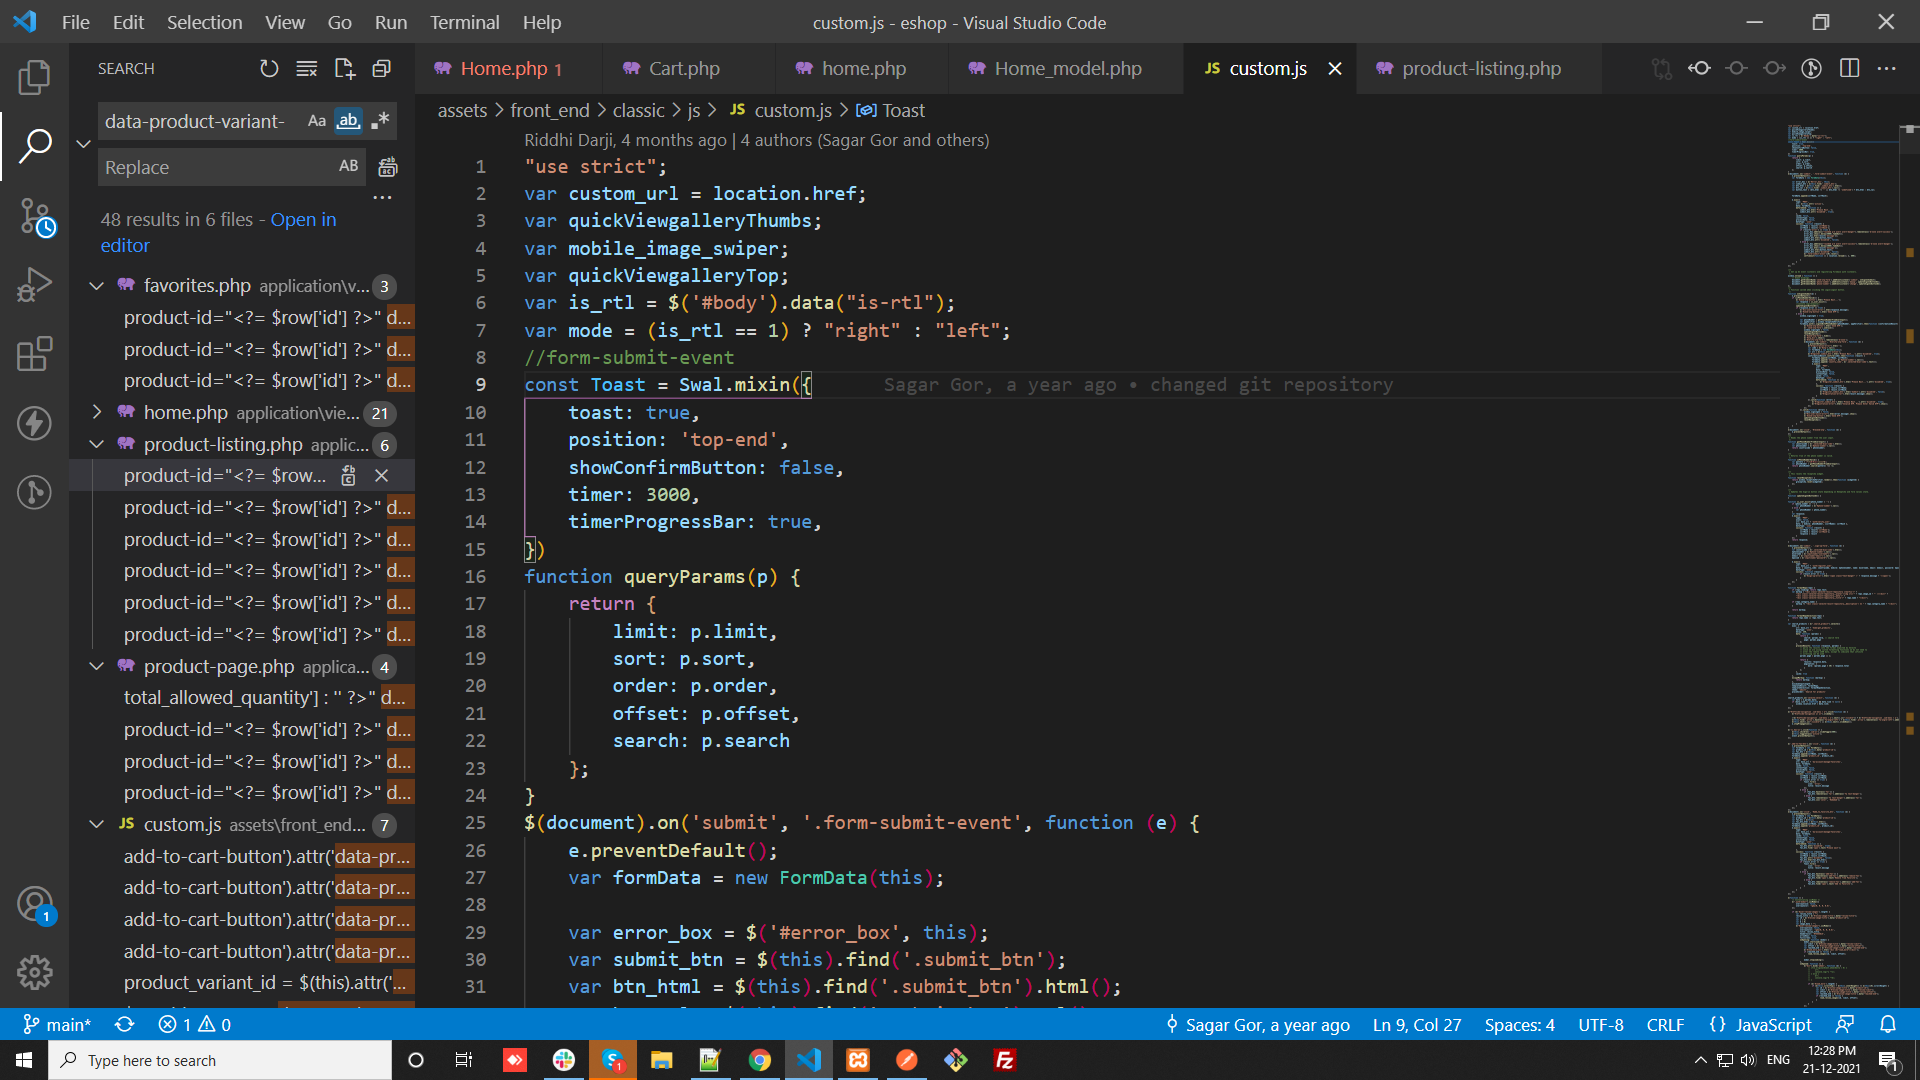 File Edit Selection View Go Run Terminal Help
custom.js - eshop - Visual Studio Code
SEARCH
data-product-variant-
Aa ab .*
Replace
AB
48 results in 6 files - Open in
editor
favorites.php application\v... 3
product-id="<?= $row['id'] ?>" d...
product-id="<?= $row['id'] ?>" d...
product-id="<?= $row['id'] ?>" d...
home.php application\vie... 21
product-listing.php applic... 6
product-id="<?= $row...
product-id="<?= $row['id'] ?>" d...
product-id="<?= $row['id'] ?>" d...
product-id="<?= $row['id'] ?>" d...
product-id="<?= $row['id'] ?>" d...
product-id="<?= $row['id'] ?>" d...
product-page.php applica... 4
total_allowed_quantity'] : '' ?>" d...
product-id="<?= $row['id'] ?>" d...
product-id="<?= $row['id'] ?>" d...
product-id="<?= $row['id'] ?>" d...
custom.js assets\front_end... 7
add-to-cart-button').attr('data-pr...
add-to-cart-button').attr('data-pr...
add-to-cart-button').attr('data-pr...
add-to-cart-button').attr('data-pr...
product_variant_id = $(this).attr('...
Home.php 1 Cart.php home.php Home_model.php JS custom.js product-listing.php
assets > front_end > classic > js > JS custom.js > Toast
Riddhi Darji, 4 months ago | 4 authors (Sagar Gor and others)
1 "use strict";
2 var custom_url = location.href;
3 var quickViewgalleryThumbs;
4 var mobile_image_swiper;
5 var quickViewgalleryTop;
6 var is_rtl = $('#body').data("is-rtl");
7 var mode = (is_rtl == 1) ? "right" : "left";
8 //form-submit-event
9 const Toast = Swal.mixin({ Sagar Gor, a year ago • changed git repository
10 toast: true,
11 position: 'top-end',
12 showConfirmButton: false,
13 timer: 3000,
14 timerProgressBar: true,
15 })
16 function queryParams(p) {
17 return {
18 limit: p.limit,
19 sort: p.sort,
20 order: p.order,
21 offset: p.offset,
22 search: p.search
23 };
24 }
25 $(document).on('submit', '.form-submit-event', function (e) {
26 e.preventDefault();
27 var formData = new FormData(this);
28
29 var error_box = $('#error_box', this);
30 var submit_btn = $(this).find('.submit_btn');
31 var btn_html = $(this).find('.submit_btn').html();
1
main* 1 0
Sagar Gor, a year ago Ln 9, Col 27 Spaces: 4 UTF-8 CRLF {} JavaScript
Type here to search
1
ENG
12:28 PM
21-12-2021
1